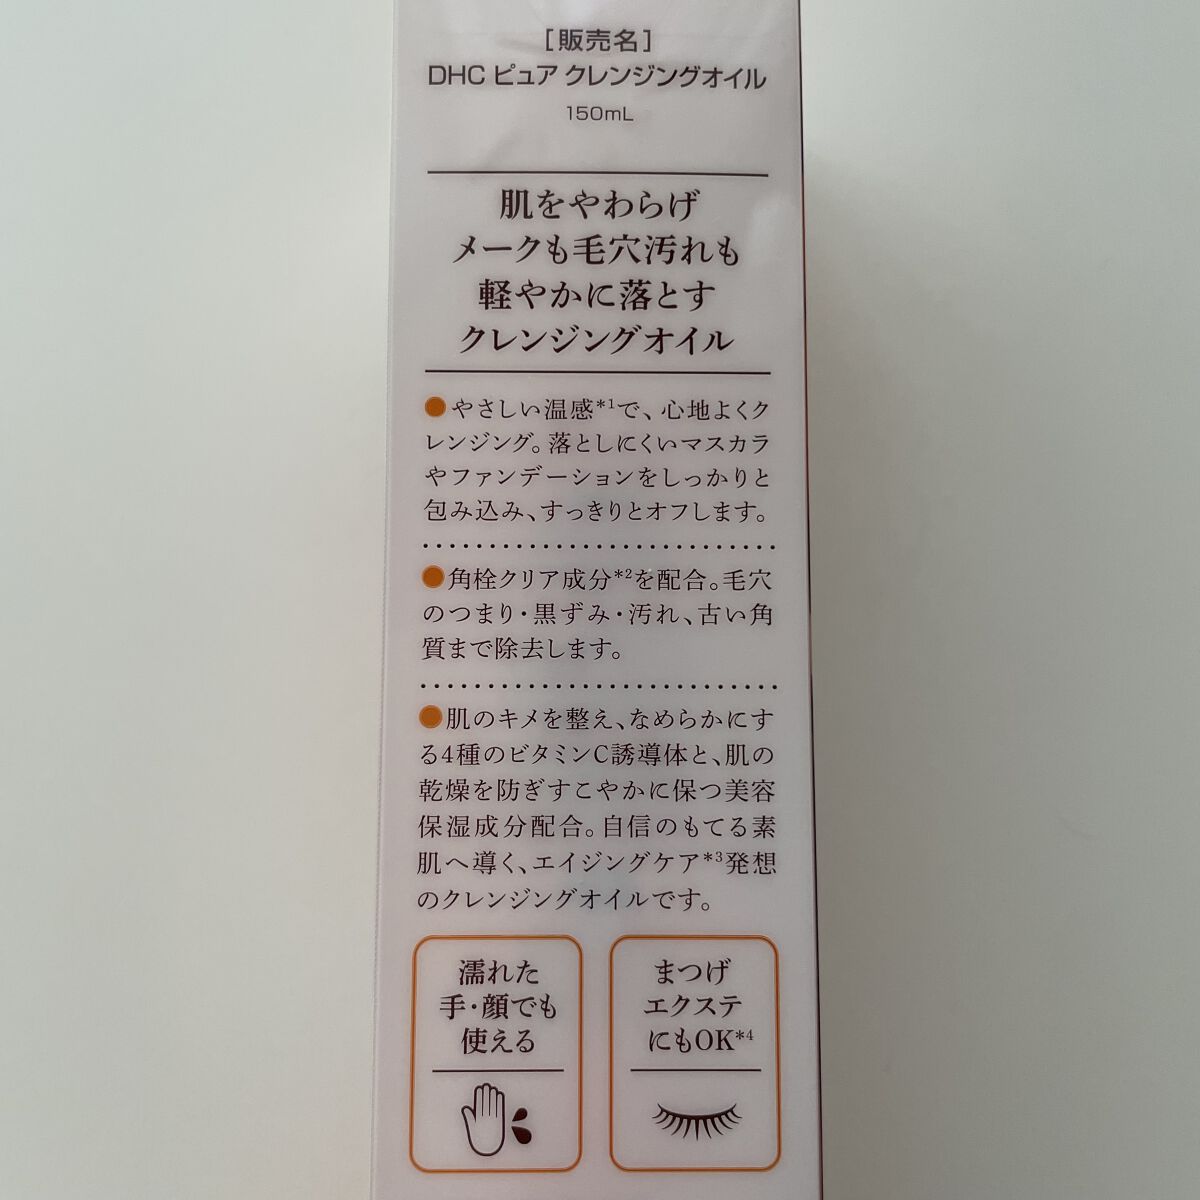 ［販売名］
DHC ピュア クレンジングオイル
150mL
肌をやわらげ
メークも毛穴汚れも
軽やかに落とす
クレンジングオイル
●やさしい温感*1で、心地よくク
レンジング。落としにくいマスカラ
やファンデーションをしっかりと
包み込み、すっきりとオフします。
●角栓クリア成分*2を配合。毛穴
のつまり・黒ずみ・汚れ、古い角
質まで除去します。
●肌のキメを整え、なめらかにす
る4種のビタミンC誘導体と、肌の
乾燥を防ぎすこやかに保つ美容
保湿成分配合。自信のもてる素
肌へ導く、エイジングケア*3発想
のクレンジングオイルです。
濡れた
手・顔でも
使える
まつげ
エクステ
にもOK*4